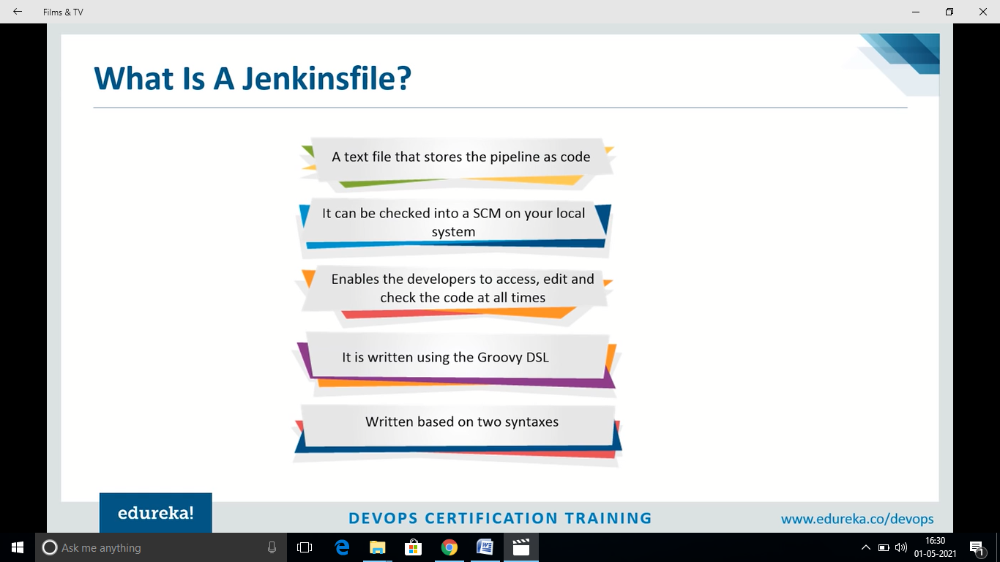 Films & TV
What Is A Jenkinsfile?
A text file that stores the pipeline as code
It can be checked into a SCM on your local
system
Enables the developers to access, edit and
check the code at all times
It is written using the Groovy DSL
Written based on two syntaxes
edureka!
DEVOPS CERTIFICATION TRAINING
www.edureka.co/devops
Ask me anything
16:30
01-05-2021
1